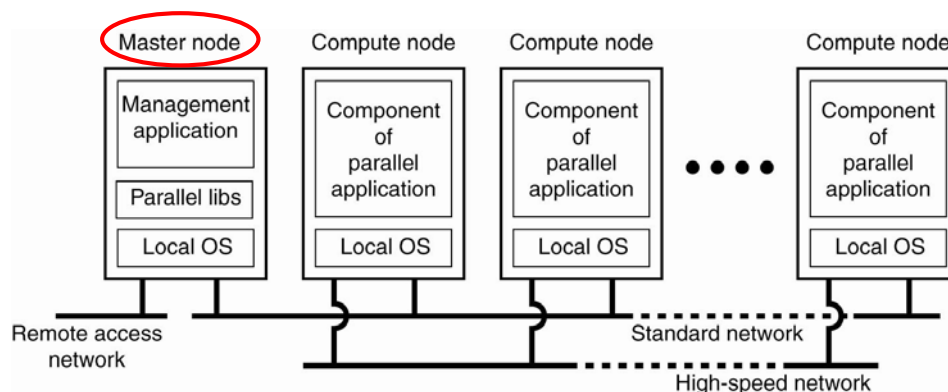 Master node
Compute node
Compute node
Compute node
Management
application
Parallel libs
Local OS
Component
of
parallel
application
Local OS
Component
of
parallel
application
Local OS
Component
of
parallel
application
Local OS
Remote access
network
Standard network
High-speed network